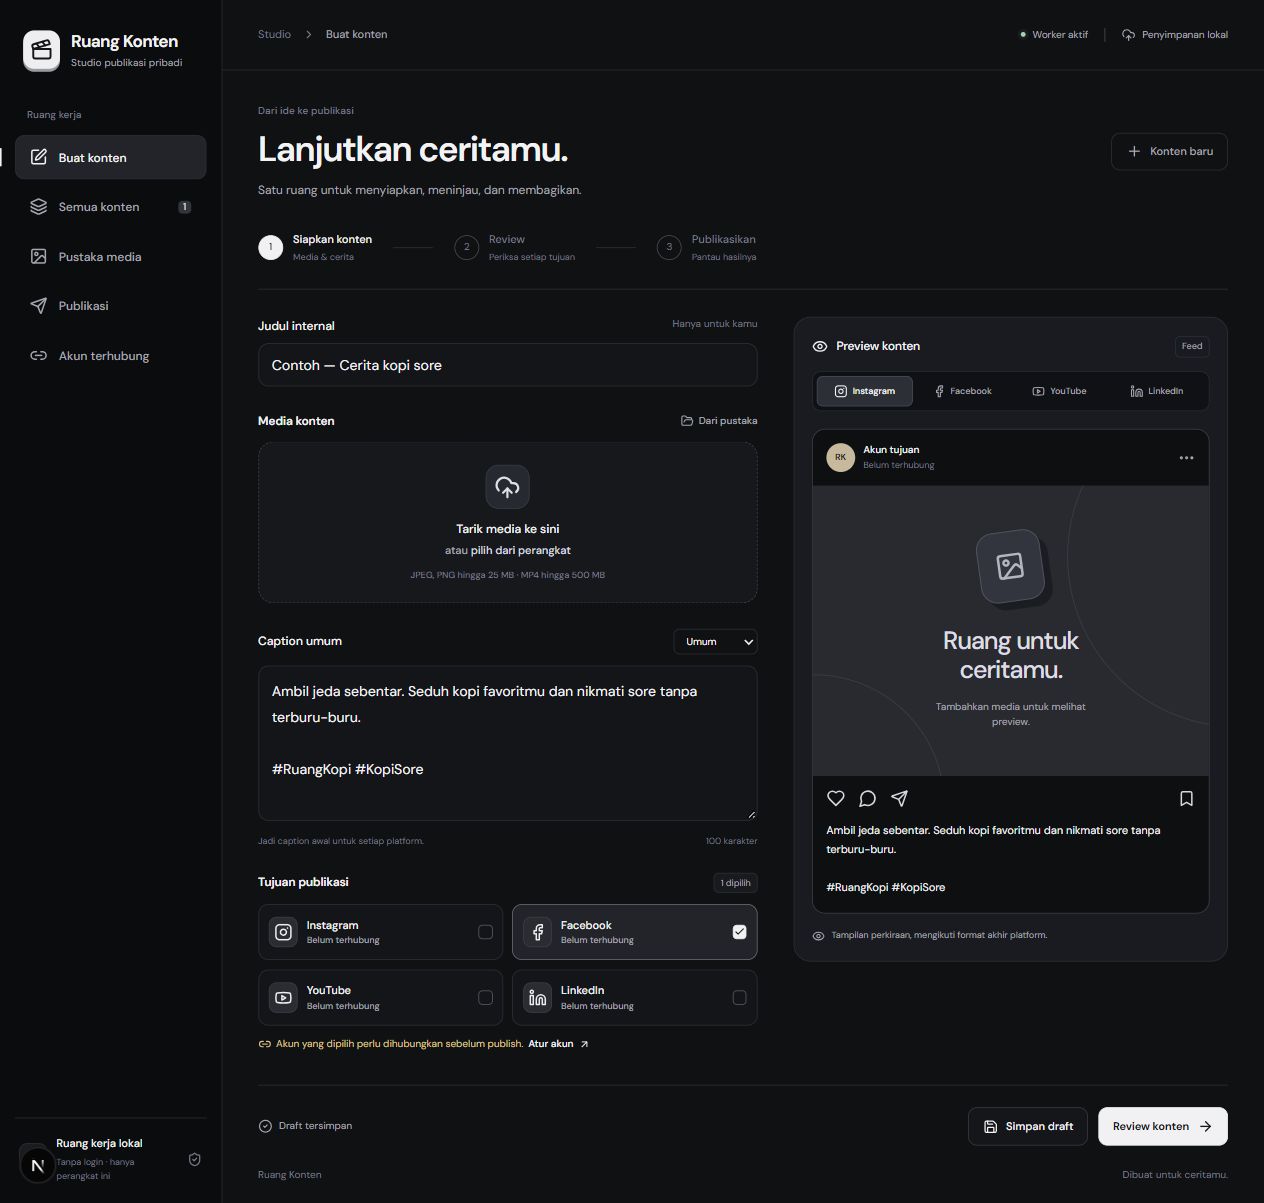 Ruang Konten
Studio publikasi pribadi
Ruang kerja
Buat konten
Semua konten
1
Pustaka media
Publikasi
Akun terhubung
Ruang kerja lokal
Tanpa login · hanya
perangkat ini
N
Studio
Buat konten
Worker aktif
Penyimpanan lokal
Dari ide ke publikasi
Lanjutkan ceritamu.
Satu ruang untuk menyiapkan, meninjau, dan membagikan.
Konten baru
1
Siapkan konten
Media & cerita
2
Review
Periksa setiap tujuan
3
Publikasikan
Pantau hasilnya
Judul internal
Hanya untuk kamu
Contoh — Cerita kopi sore
Media konten
Dari pustaka
Tarik media ke sini
atau pilih dari perangkat
JPEG, PNG hingga 25 MB · MP4 hingga 500 MB
Caption umum
Umum
Ambil jeda sebentar. Seduh kopi favoritmu dan nikmati sore tanpa
terburu-buru.
#RuangKopi #KopiSore
Jadi caption awal untuk setiap platform.
100 karakter
Tujuan publikasi
1 dipilih
Instagram
Belum terhubung
Facebook
Belum terhubung
YouTube
Belum terhubung
LinkedIn
Belum terhubung
Akun yang dipilih perlu dihubungkan sebelum publish. Atur akun
Preview konten
Feed
Instagram
Facebook
YouTube
LinkedIn
RK
Akun tujuan
Belum terhubung
Ruang untuk
ceritamu.
Tambahkan media untuk melihat
preview.
Ambil jeda sebentar. Seduh kopi favoritmu dan nikmati sore tanpa
terburu-buru.
#RuangKopi #KopiSore
Tampilan perkiraan, mengikuti format akhir platform.
Draft tersimpan
Simpan draft
Review konten
Ruang Konten
Dibuat untuk ceritamu.